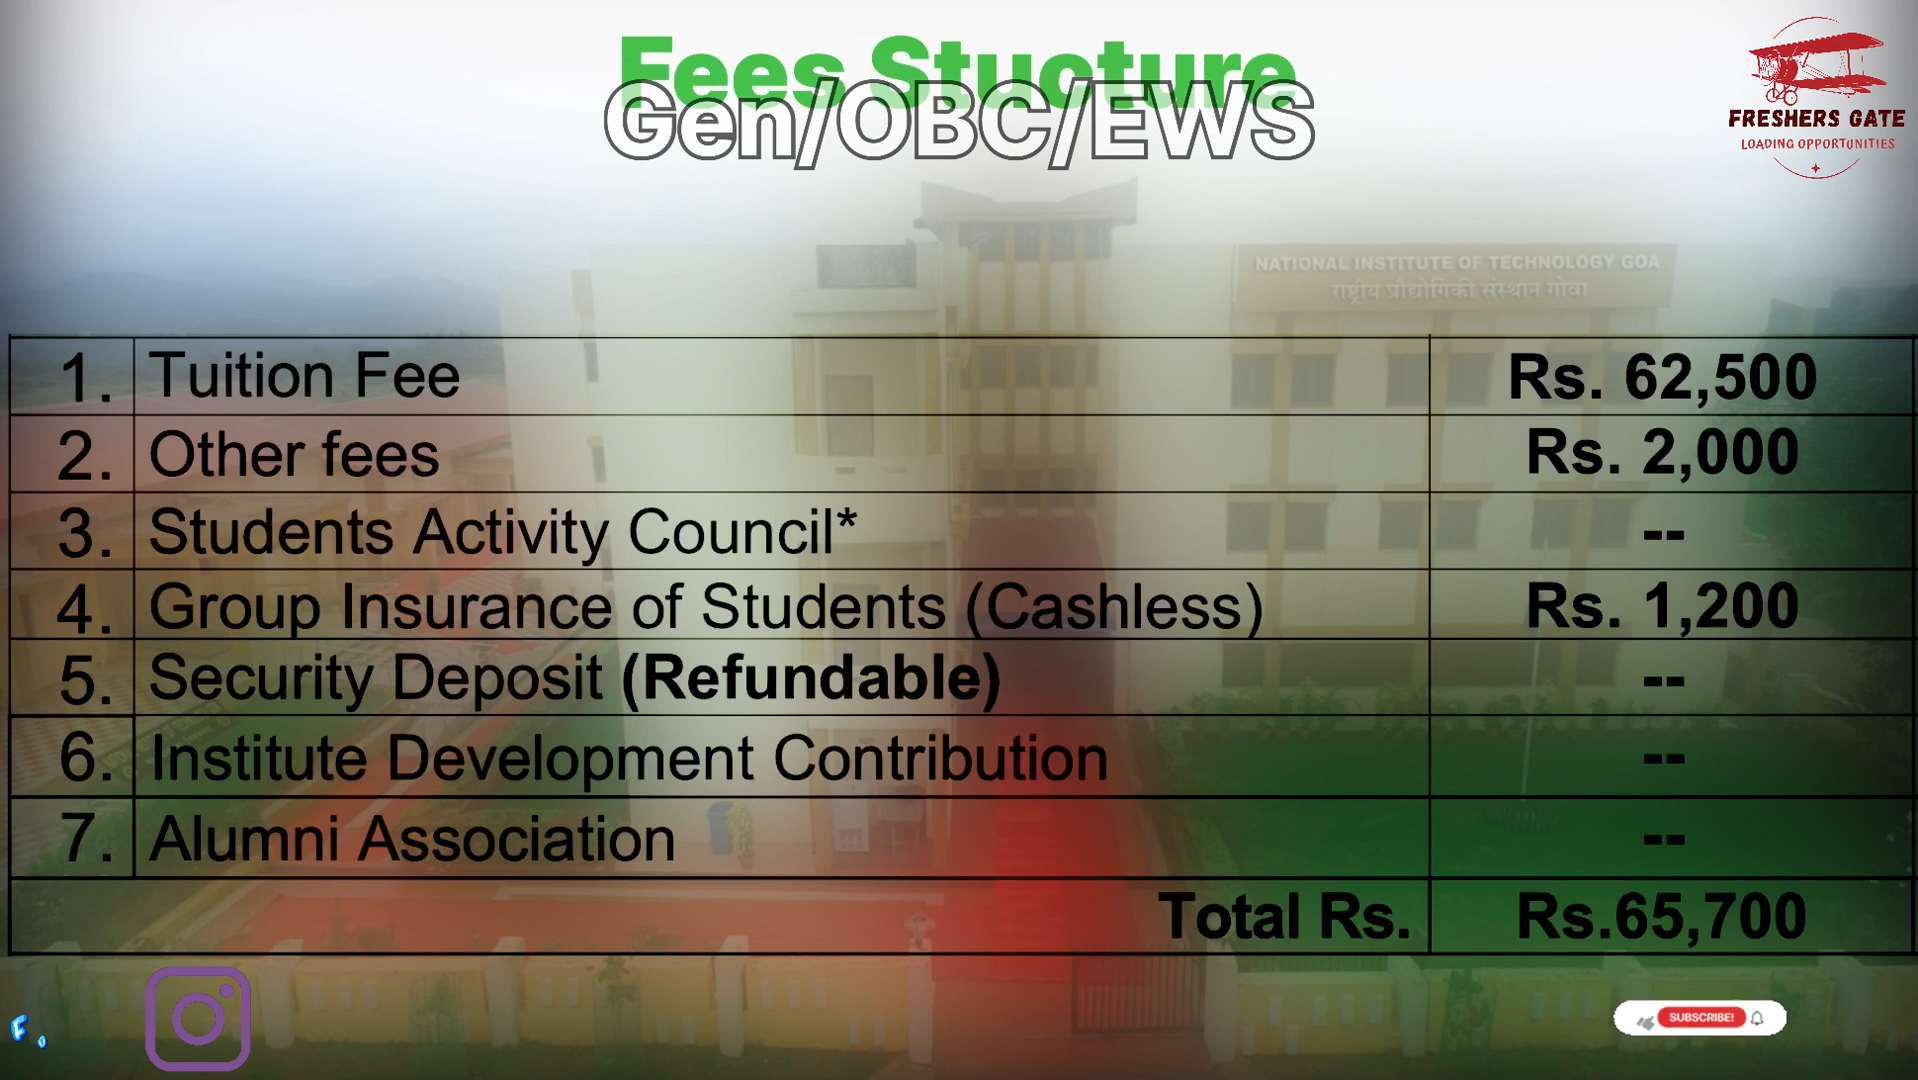 Fees Stucture
Gen/OBC/EWS
FRESHERS GATE
LOADING OPPORTUNITIES
NATIONAL INSTITUTE OF TECHNOLOGY GOA
राष्ट्रीय प्रौद्योगिकी संस्थान गोवा
1. Tuition Fee Rs. 62,500
2. Other fees Rs. 2,000
3. Students Activity Council* --
4. Group Insurance of Students (Cashless) Rs. 1,200
5. Security Deposit (Refundable) --
6. Institute Development Contribution --
7. Alumni Association --
Total Rs. Rs.65,700
SUBSCRIBE!